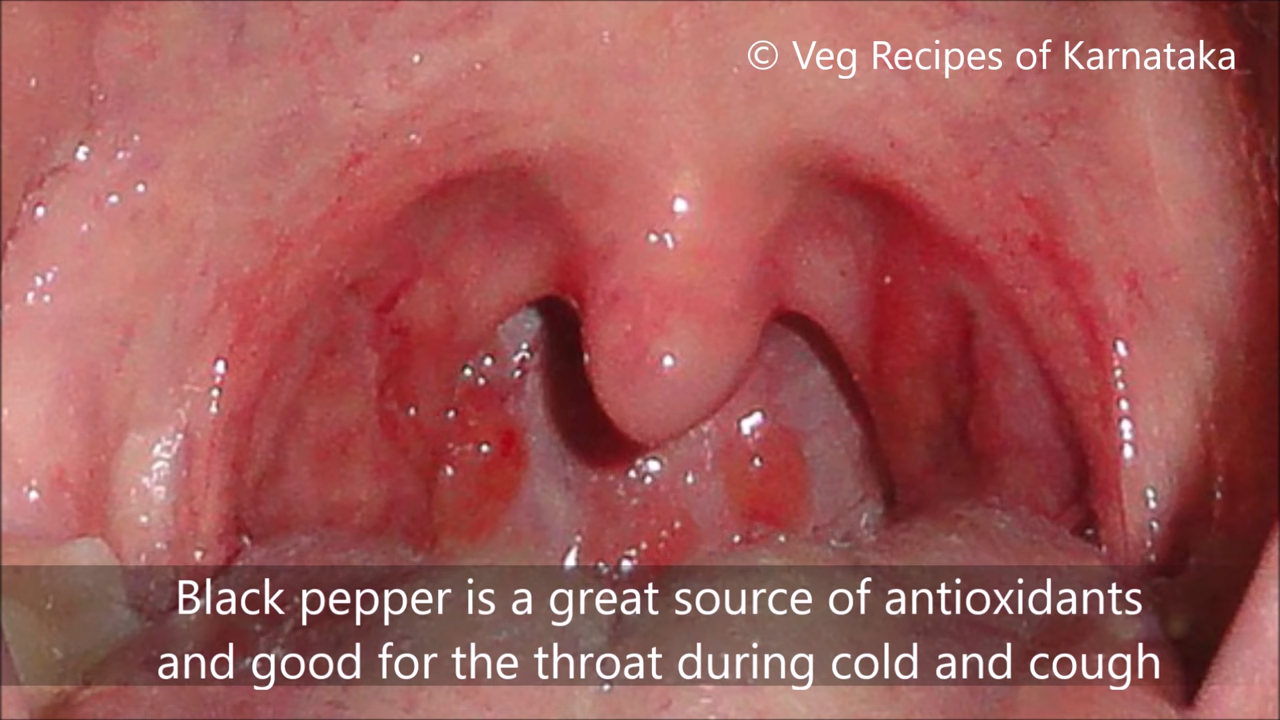 © Veg Recipes of Karnataka
Black pepper is a great source of antioxidants
and good for the throat during cold and cough